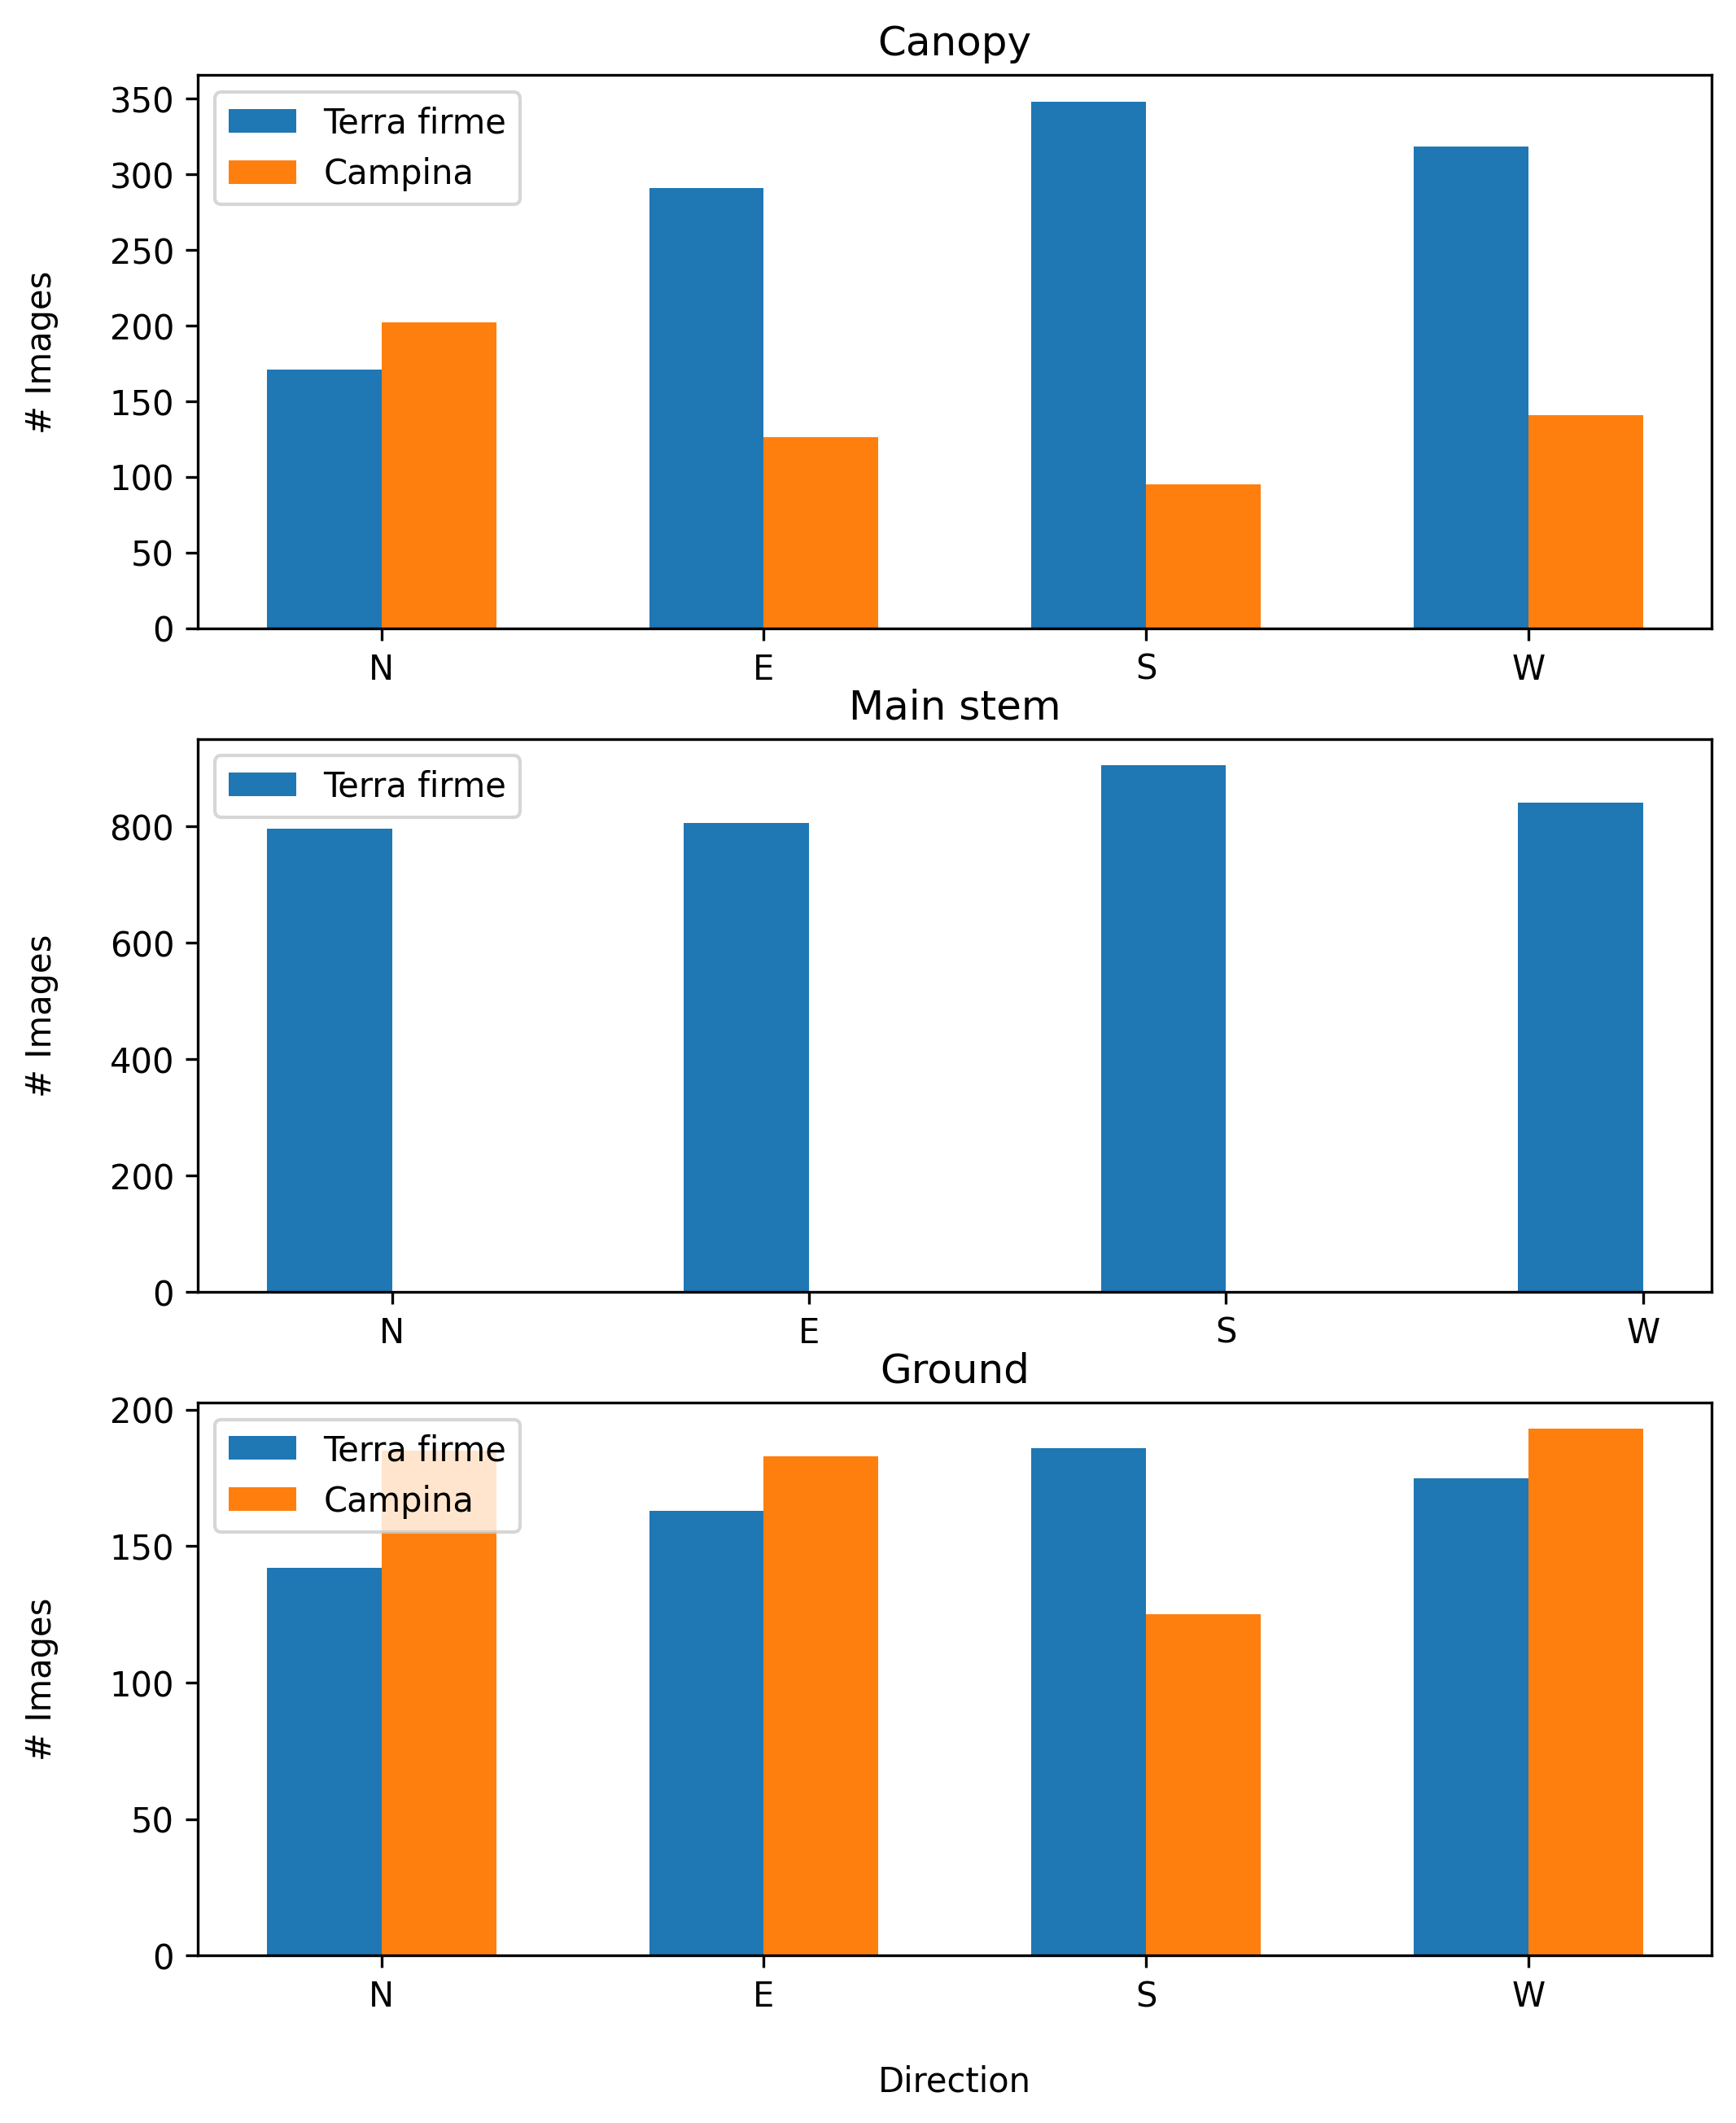 Canopy
350
300
250
200
150
100
50
0
# Images
Terra firme
Campina
N E S W
Main stem
800
600
400
200
0
# Images
Terra firme
N E S W
Ground
200
150
100
50
0
# Images
Terra firme
Campina
N E S W
Direction